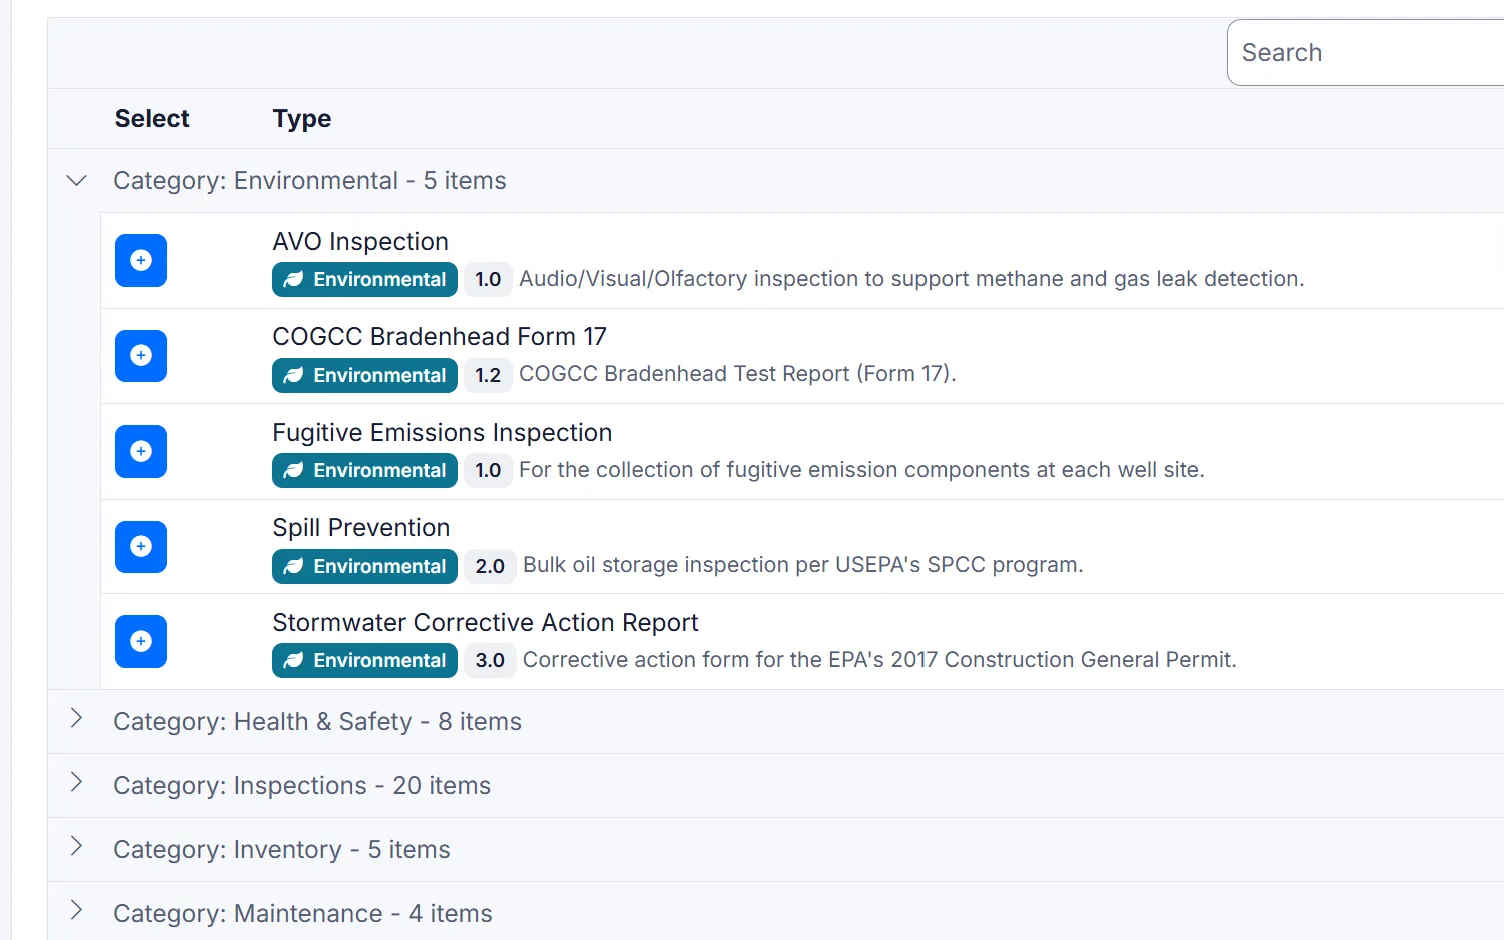 Search
Select Type
Category: Environmental - 5 items
AVO Inspection
Environmental 1.0 Audio/Visual/Olfactory inspection to support methane and gas leak detection.
COGCC Bradenhead Form 17
Environmental 1.2 COGCC Bradenhead Test Report (Form 17).
Fugitive Emissions Inspection
Environmental 1.0 For the collection of fugitive emission components at each well site.
Spill Prevention
Environmental 2.0 Bulk oil storage inspection per USEPA's SPCC program.
Stormwater Corrective Action Report
Environmental 3.0 Corrective action form for the EPA's 2017 Construction General Permit.
Category: Health & Safety - 8 items
Category: Inspections - 20 items
Category: Inventory - 5 items
Category: Maintenance - 4 items